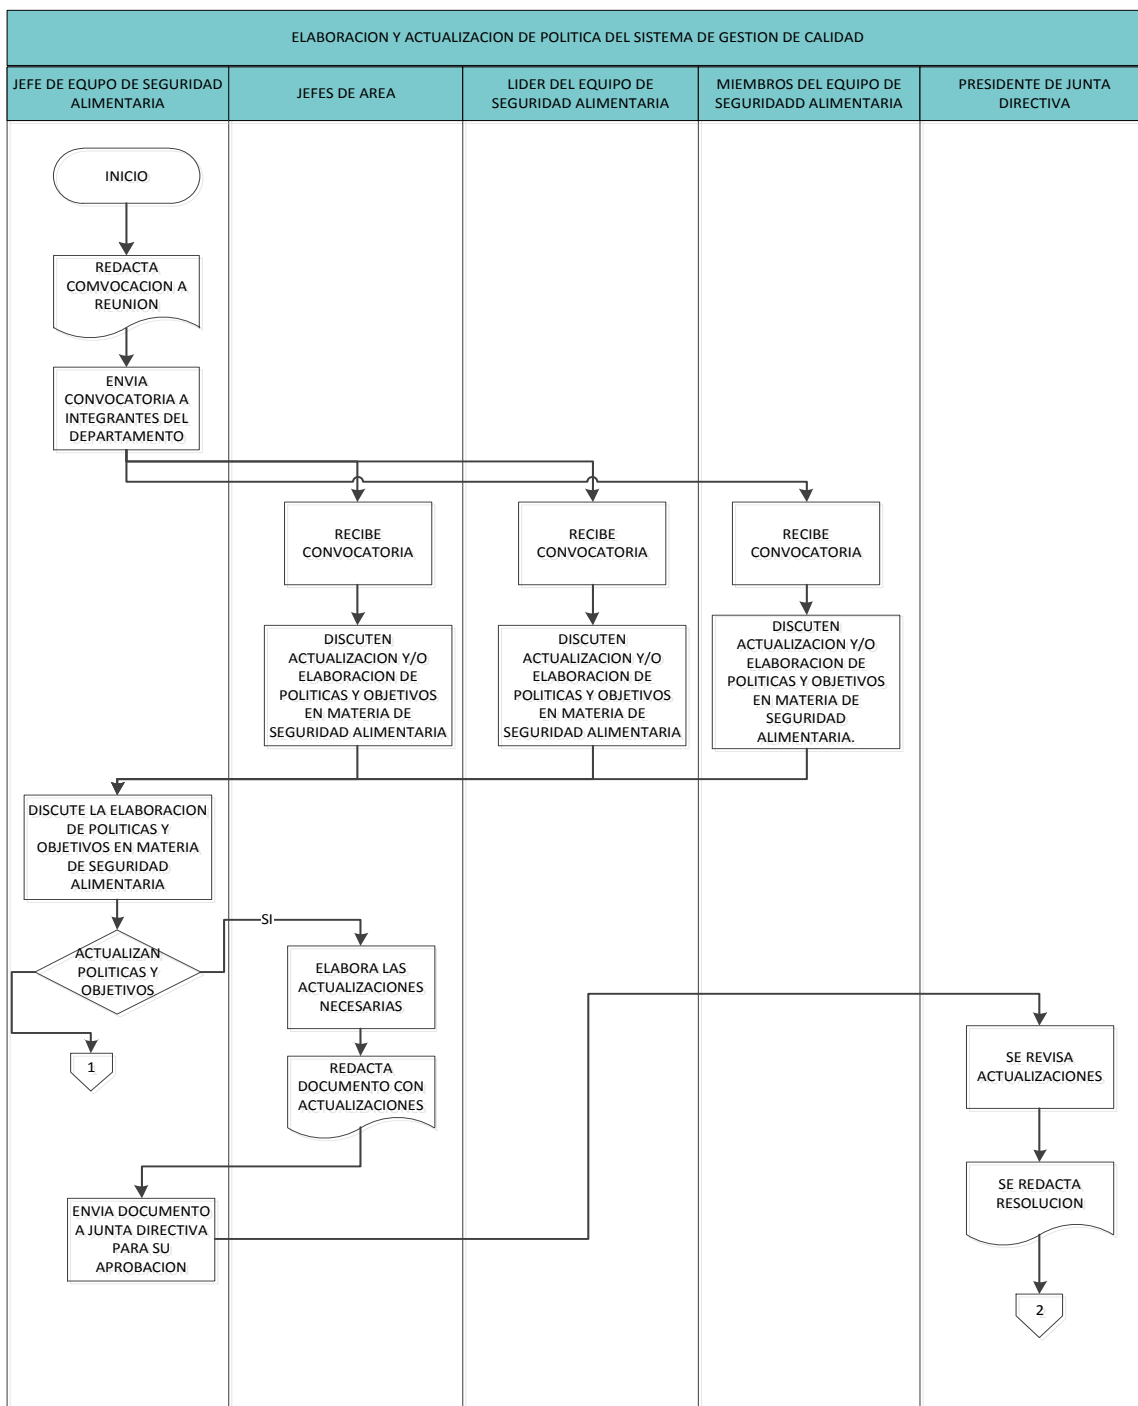 ELABORACION Y ACTUALIZACION DE POLITICA DEL SISTEMA DE GESTION DE CALIDAD
JEFE DE EQUPO DE SEGURIDAD
ALIMENTARIA
JEFES DE AREA
LIDER DEL EQUIPO DE
SEGURIDAD ALIMENTARIA
MIEMBROS DEL EQUIPO DE
SEGURIDADD ALIMENTARIA
PRESIDENTE DE JUNTA
DIRECTIVA
INICIO
REDACTA
COMVOCACION A
REUNION
ENVIA
CONVOCATORIA A
INTEGRANTES DEL
DEPARTAMENTO
RECIBE
CONVOCATORIA
RECIBE
CONVOCATORIA
RECIBE
CONVOCATORIA
DISCUTEN
ACTUALIZACION Y/O
ELABORACION DE
POLITICAS Y OBJETIVOS
EN MATERIA DE
SEGURIDAD ALIMENTARIA
DISCUTEN
ACTUALIZACION Y/O
ELABORACION DE
POLITICAS Y OBJETIVOS
EN MATERIA DE
SEGURIDAD ALIMENTARIA
DISCUTEN
ACTUALIZACION Y/O
ELABORACION DE
POLITICAS Y OBJETIVOS
EN MATERIA DE
SEGURIDAD
ALIMENTARIA.
DISCUTE LA ELABORACION
DE POLITICAS Y
OBJETIVOS EN MATERIA
DE SEGURIDAD
ALIMENTARIA
ACTUALIZAN
POLITICAS Y
OBJETIVOS
SI
1
ELABORA LAS
ACTUALIZACIONES
NECESARIAS
REDACTA
DOCUMENTO CON
ACTUALIZACIONES
ENVIA DOCUMENTO
A JUNTA DIRECTIVA
PARA SU
APROBACION
SE REVISA
ACTUALIZACIONES
SE REDACTA
RESOLUCION
2